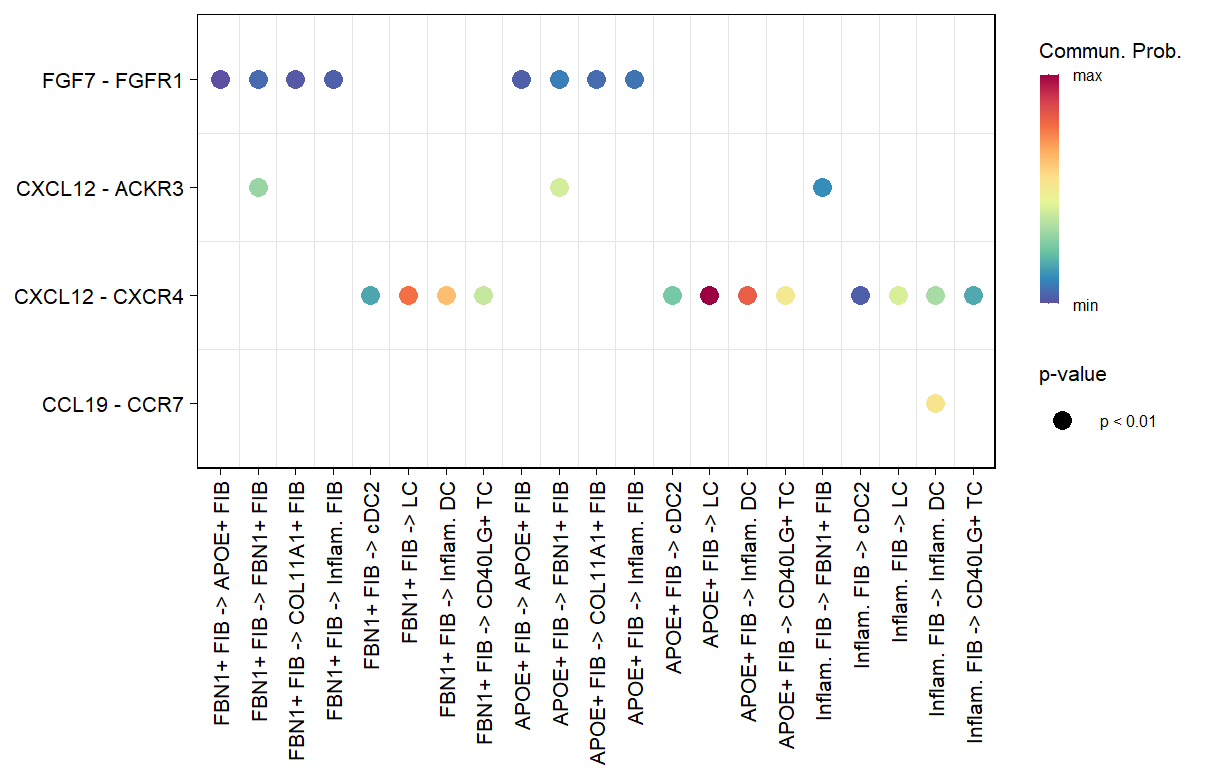 FGF7 - FGFR1
CXCL12 - ACKR3
CXCL12 - CXCR4
CCL19 - CCR7
FBN1+ FIB -> APOE+ FIB
FBN1+ FIB -> FBN1+ FIB
FBN1+ FIB -> COL11A1+ FIB
FBN1+ FIB -> Inflam. FIB
FBN1+ FIB -> cDC2
FBN1+ FIB -> LC
FBN1+ FIB -> Inflam. DC
FBN1+ FIB -> CD40LG+ TC
APOE+ FIB -> APOE+ FIB
APOE+ FIB -> FBN1+ FIB
APOE+ FIB -> COL11A1+ FIB
APOE+ FIB -> Inflam. FIB
APOE+ FIB -> cDC2
APOE+ FIB -> LC
APOE+ FIB -> Inflam. DC
APOE+ FIB -> CD40LG+ TC
Inflam. FIB -> FBN1+ FIB
Inflam. FIB -> cDC2
Inflam. FIB -> LC
Inflam. FIB -> Inflam. DC
Inflam. FIB -> CD40LG+ TC
Commun. Prob.
max
min
p-value
p < 0.01